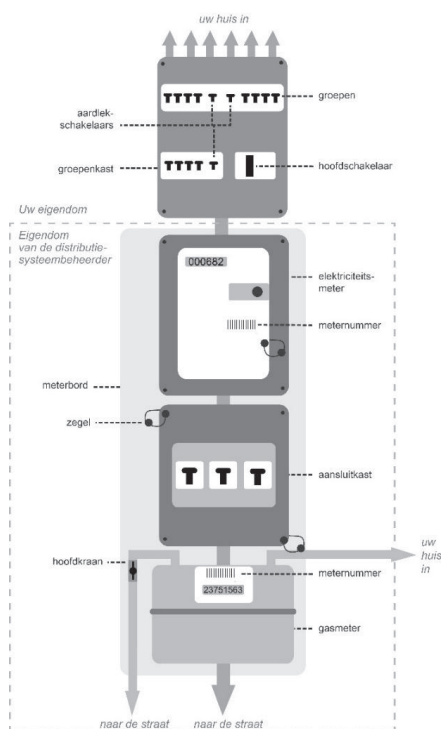 uw huis in
groepen
aardlek-
schakelaars
groepenkast
hoofdschakelaar
Uw eigendom
Eigendom
van de distributie-
systeembeheerder
000682
elektriciteits-
meter
meternummer
meterbord
zegel
aansluitkast
hoofdkraan
uw
huis
in
meternummer
23751563
gasmeter
naar de straat
naar de straat